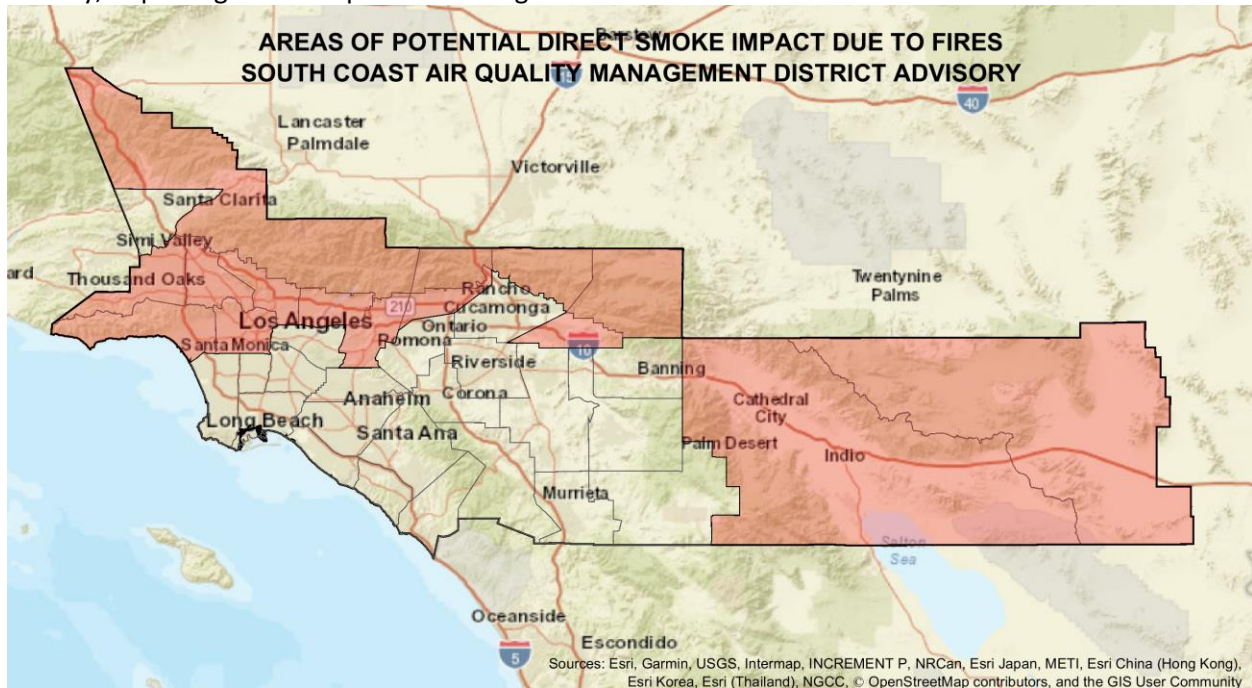 AREAS OF POTENTIAL DIRECT SMOKE IMPACT DUE TO FIRES
SOUTH COAST AIR QUALITY MANAGEMENT DISTRICT ADVISORY
Barstow
15
40
Lancaster
Palmdale
Victorville
Santa Clarita
Simi Valley
ard
Thousand Oaks
Twentynine
Palms
Rancho
Cucamonga
210
Los Angeles
Ontario
Santa Monica
Pomona
10
Riverside
Banning
Anaheim
Corona
Cathedral
City
Long Beach
Santa Ana
Palm Desert
Indio
Murrieta
Salton
Sea
Oceanside
Escondido
5
Sources: Esri, Garmin, USGS, Intermap, INCREMENT P, NRCan, Esri Japan, METI, Esri China (Hong Kong),
Esri Korea, Esri (Thailand), NGCC, © OpenStreetMap contributors, and the GIS User Community